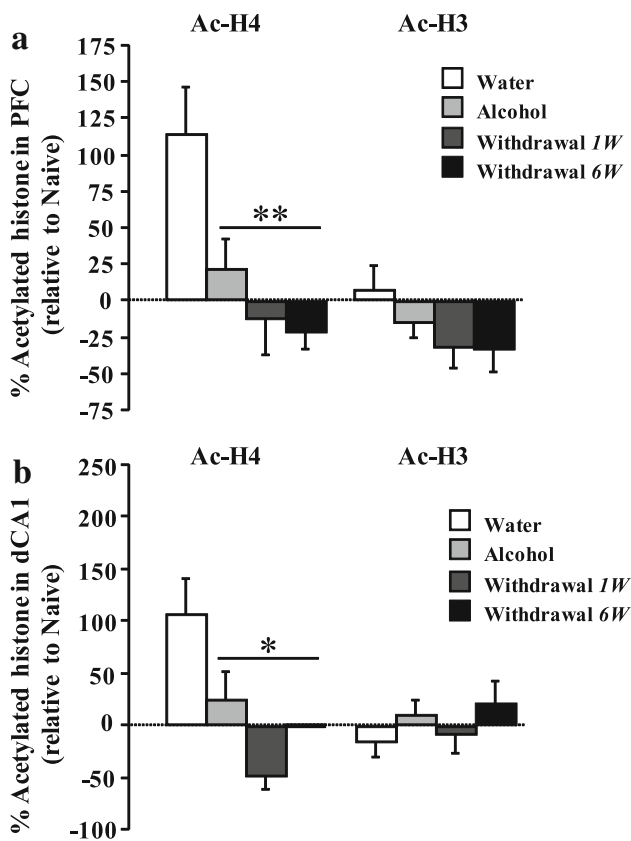 a
Ac-H4 Ac-H3
% Acetylated histone in PFC
(relative to Naive)
175
150
125
100
75
50
25
0
-25
-50
-75
Water
Alcohol
Withdrawal 1W
Withdrawal 6W
**
b
Ac-H4 Ac-H3
% Acetylated histone in dCA1
(relative to Naive)
250
200
150
100
50
0
-50
-100
Water
Alcohol
Withdrawal 1W
Withdrawal 6W
*